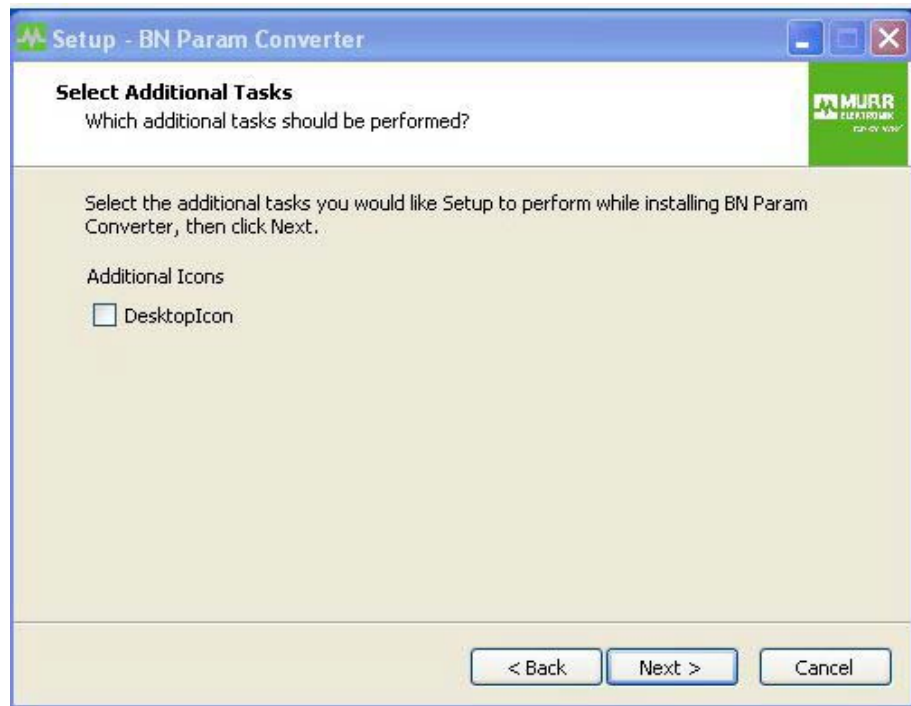 Setup - BN Param Converter
Select Additional Tasks
Which additional tasks should be performed?
MURR
ELEKTRONIK
Select the additional tasks you would like Setup to perform while installing BN Param
Converter, then click Next.
Additional Icons
DesktopIcon
< Back
Next >
Cancel